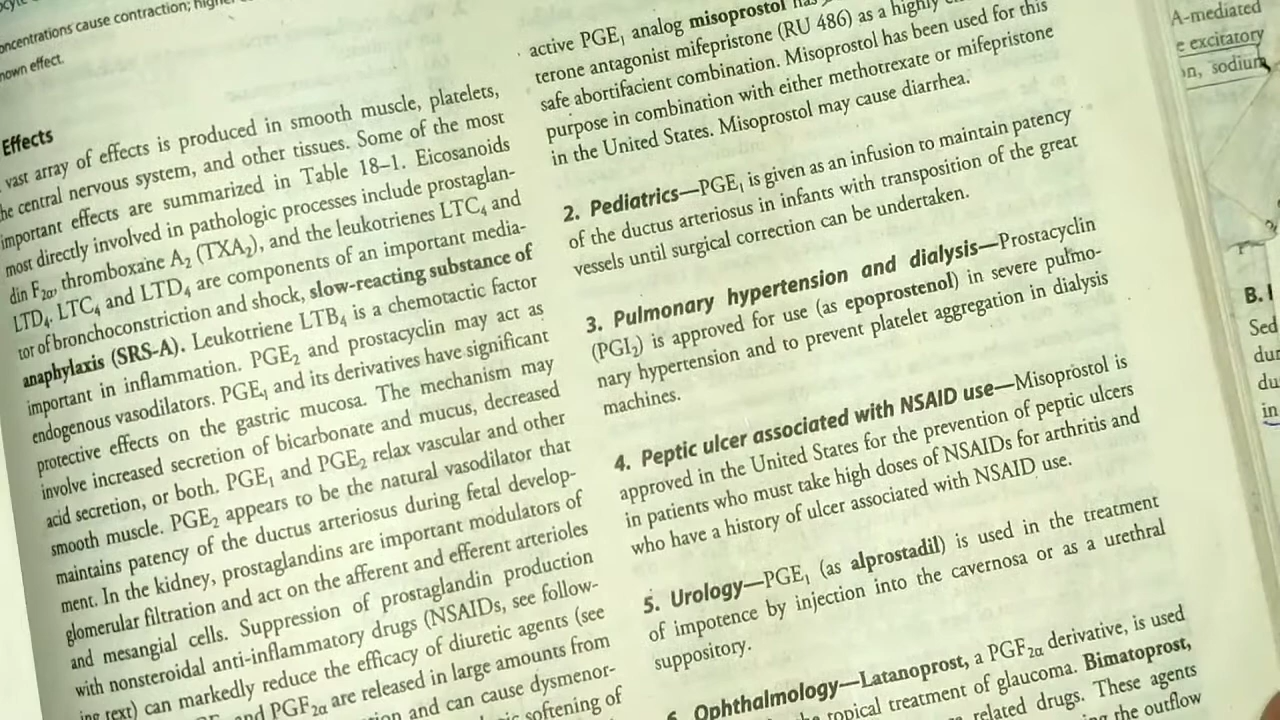 oncentrations cause contraction;
nown effect.
Effects
vast array of effects is produced in smooth muscle, platelets,
he central nervous system, and other tissues. Some of the most
important effects are summarized in Table 18–1. Eicosanoids
most directly involved in pathologic processes include prostaglan-
din F2α, thromboxane A2 (TXA2), and the leukotrienes LTC4 and
LTD4. LTC4 and LTD4 are components of an important media-
tor of bronchoconstriction and shock, slow-reacting substance of
anaphylaxis (SRS-A). Leukotriene LTB4 is a chemotactic factor
important in inflammation. PGE2 and prostacyclin may act as
endogenous vasodilators. PGE1 and its derivatives have significant
protective effects on the gastric mucosa. The mechanism may
involve increased secretion of bicarbonate and mucus, decreased
acid secretion, or both. PGE1 and PGE2 relax vascular and other
smooth muscle. PGE2 appears to be the natural vasodilator that
maintains patency of the ductus arteriosus during fetal develop-
ment. In the kidney, prostaglandins are important modulators of
glomerular filtration and act on the afferent and efferent arterioles
and mesangial cells. Suppression of prostaglandin production
with nonsteroidal anti-inflammatory drugs (NSAIDs, see follow-
ing text) can markedly reduce the efficacy of diuretic agents (see
and PGF2α are released in large amounts from
and can cause dysmenor-
softening of
active PGE1 analog misoprostol has
terone antagonist mifepristone (RU 486) as a highly
safe abortifacient combination. Misoprostol has been used for this
purpose in combination with either methotrexate or mifepristone
in the United States. Misoprostol may cause diarrhea.
2. Pediatrics—PGE1 is given as an infusion to maintain patency
of the ductus arteriosus in infants with transposition of the great
vessels until surgical correction can be undertaken.
3. Pulmonary hypertension and dialysis—Prostacyclin
(PGI2) is approved for use (as epoprostenol) in severe pulmo-
nary hypertension and to prevent platelet aggregation in dialysis
machines.
4. Peptic ulcer associated with NSAID use—Misoprostol is
approved in the United States for the prevention of peptic ulcers
in patients who must take high doses of NSAIDs for arthritis and
who have a history of ulcer associated with NSAID use.
5. Urology—PGE1 (as alprostadil) is used in the treatment
of impotence by injection into the cavernosa or as a urethral
suppository.
6. Ophthalmology—Latanoprost, a PGF2α derivative, is used
topical treatment of glaucoma. Bimatoprost,
related drugs. These agents
the outflow
A-mediated
e excitatory
on, sodium
B.
Sed
du
du
in